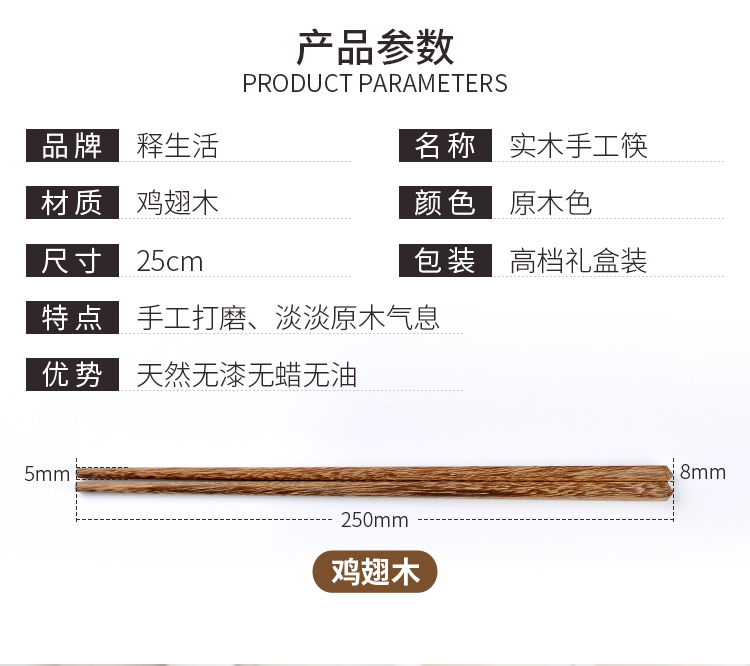 产品参数
PRODUCT PARAMETERS
品牌 释生活 名称 实木手工筷
材质 鸡翅木 颜色 原木色
尺寸 25cm 包装 高档礼盒装
特点 手工打磨、淡淡原木气息
优势 天然无漆无蜡无油
5mm 8mm
250mm
鸡翅木